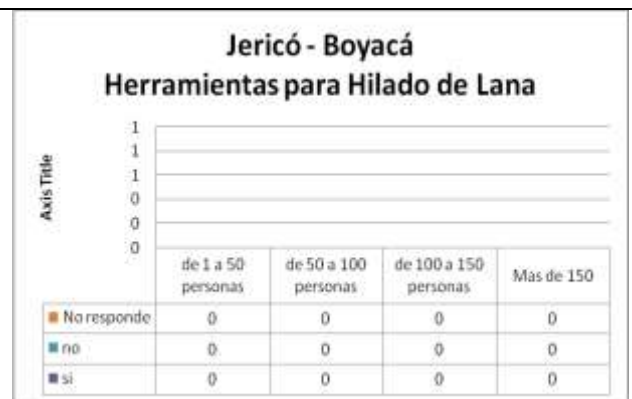 Jericó - Boyacá
Herramientas para Hilado de Lana
Axis Title
1
1
1
0
0
0
de 1 a 50 personas de 50 a 100 personas de 100 a 150 personas Mas de 150
No responde 0 0 0 0
no 0 0 0 0
si 0 0 0 0